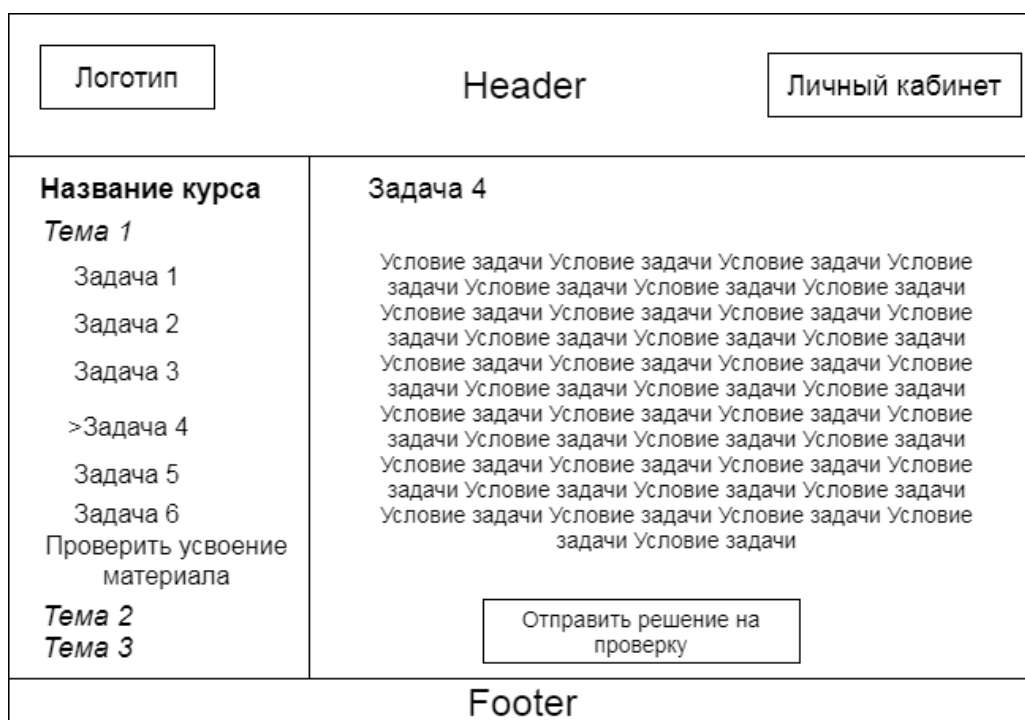 Логотип
Header
Личный кабинет
Название курса
Тема 1
Задача 1
Задача 2
Задача 3
>Задача 4
Задача 5
Задача 6
Проверить усвоение
материала
Тема 2
Тема 3
Задача 4
Условие задачи Условие задачи Условие задачи Условие
задачи Условие задачи Условие задачи Условие задачи
Условие задачи Условие задачи Условие задачи Условие
задачи Условие задачи Условие задачи Условие задачи
Условие задачи Условие задачи Условие задачи Условие
задачи Условие задачи Условие задачи Условие задачи
Условие задачи Условие задачи Условие задачи Условие
задачи Условие задачи Условие задачи Условие задачи
Условие задачи Условие задачи Условие задачи Условие
задачи Условие задачи Условие задачи Условие задачи
Условие задачи Условие задачи Условие задачи Условие
задачи Условие задачи
Отправить решение на
проверку
Footer